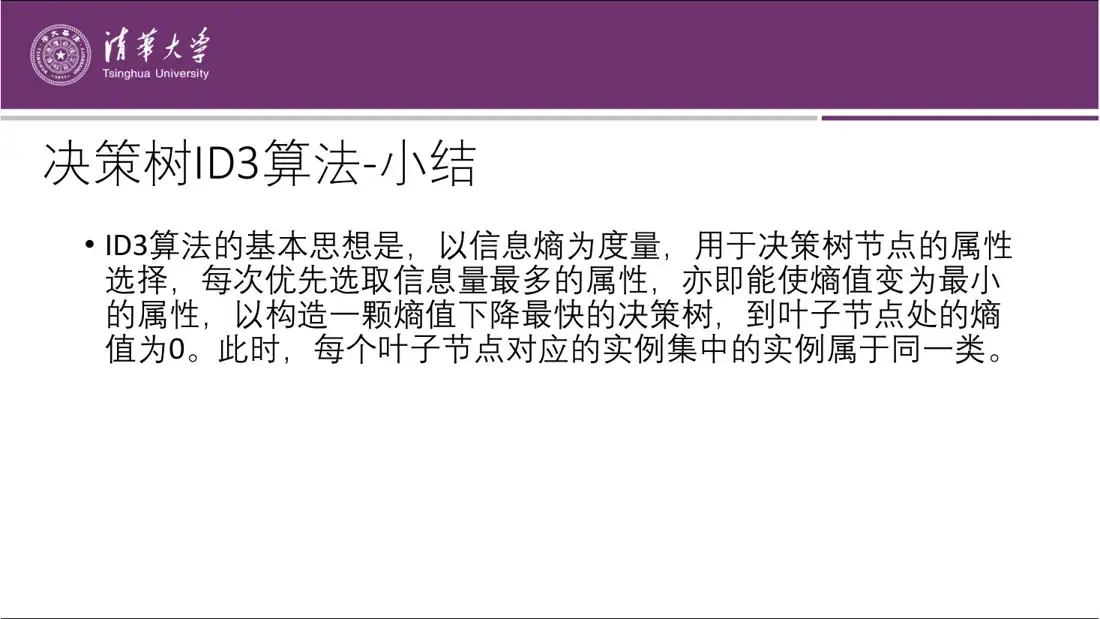 清华大学
Tsinghua University
决策树ID3算法-小结
• ID3算法的基本思想是，以信息熵为度量，用于决策树节点的属性
选择，每次优先选取信息量最多的属性，亦即能使熵值变为最小
的属性，以构造一颗熵值下降最快的决策树，到叶子节点处的熵
值为0。此时，每个叶子节点对应的实例集中的实例属于同一类。